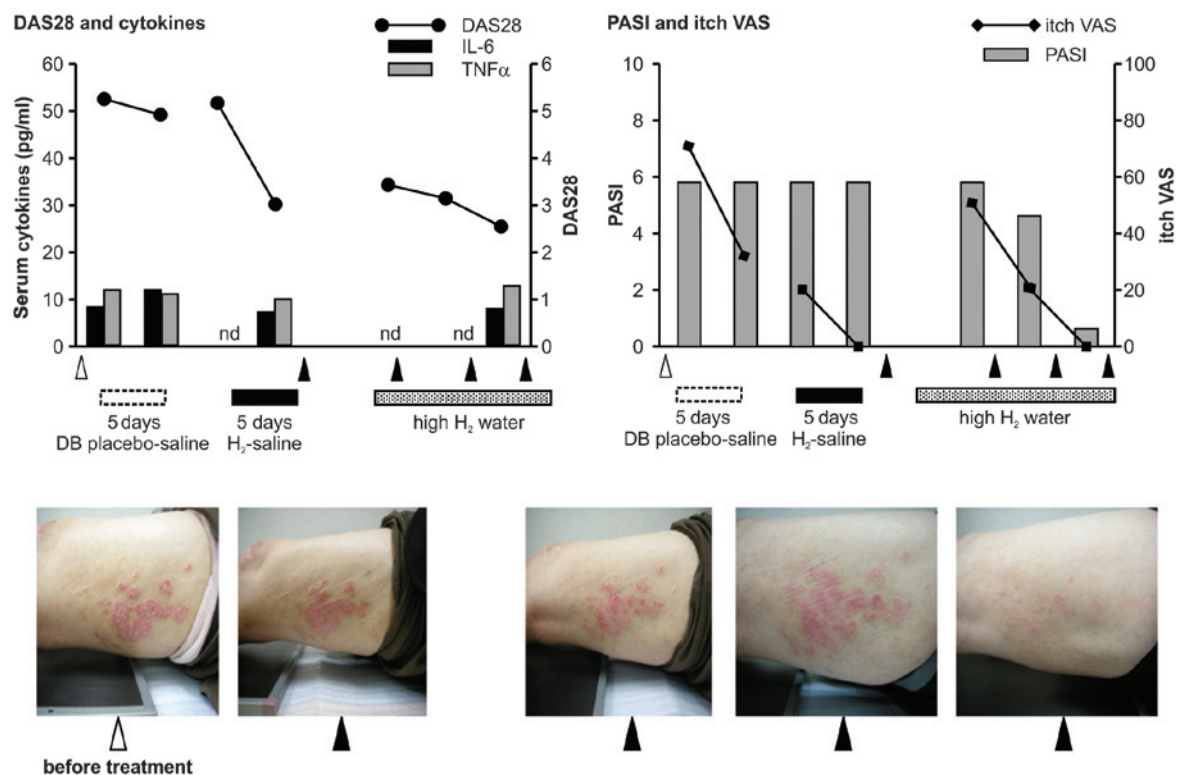 DAS28 and cytokines
DAS28
IL-6
TNFα
Serum cytokines (pg/ml)
60
50
40
30
20
10
0
nd
nd
nd
6
5
4
3
2
1
0
DAS28
5 days
DB placebo-saline
5 days
H₂-saline
high H₂ water
PASI and itch VAS
itch VAS
PASI
PASI
10
8
6
4
2
0
100
80
60
40
20
0
itch VAS
5 days
DB placebo-saline
5 days
H₂-saline
high H₂ water
before treatment